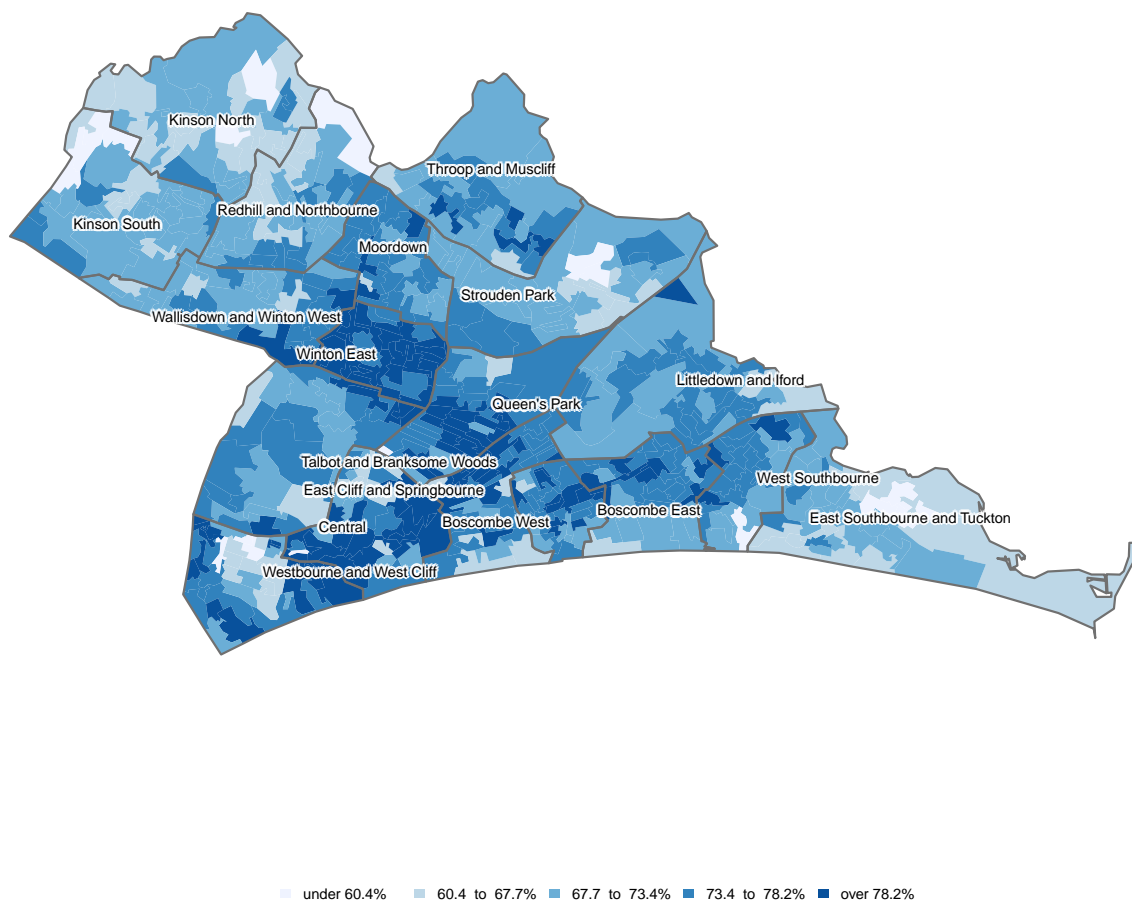 Kinson North
Throop and Muscliff
Redhill and Northbourne
Kinson South
Moordown
Strouden Park
Wallisdown and Winton West
Winton East
Littledown and Iford
Queen's Park
Talbot and Branksome Woods
West Southbourne
East Cliff and Springbourne
Boscombe East
East Southbourne and Tuckton
Boscombe West
Central
Westbourne and West Cliff
under 60.4% 60.4 to 67.7% 67.7 to 73.4% 73.4 to 78.2% over 78.2%